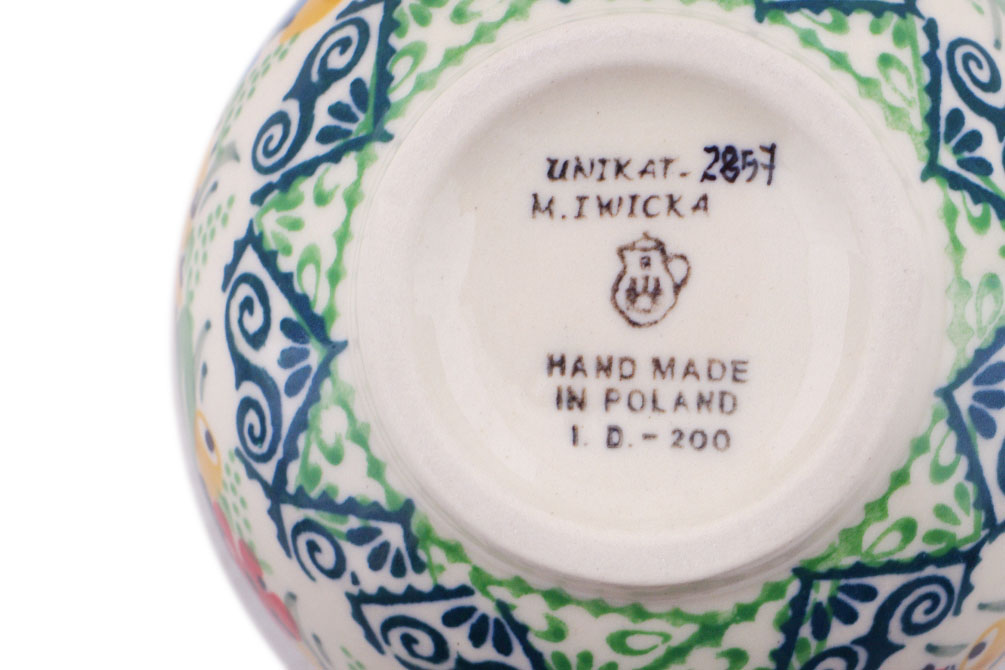 UNIKAT- 2857
M. IWICKA
HAND MADE
IN POLAND
I. D. - 200